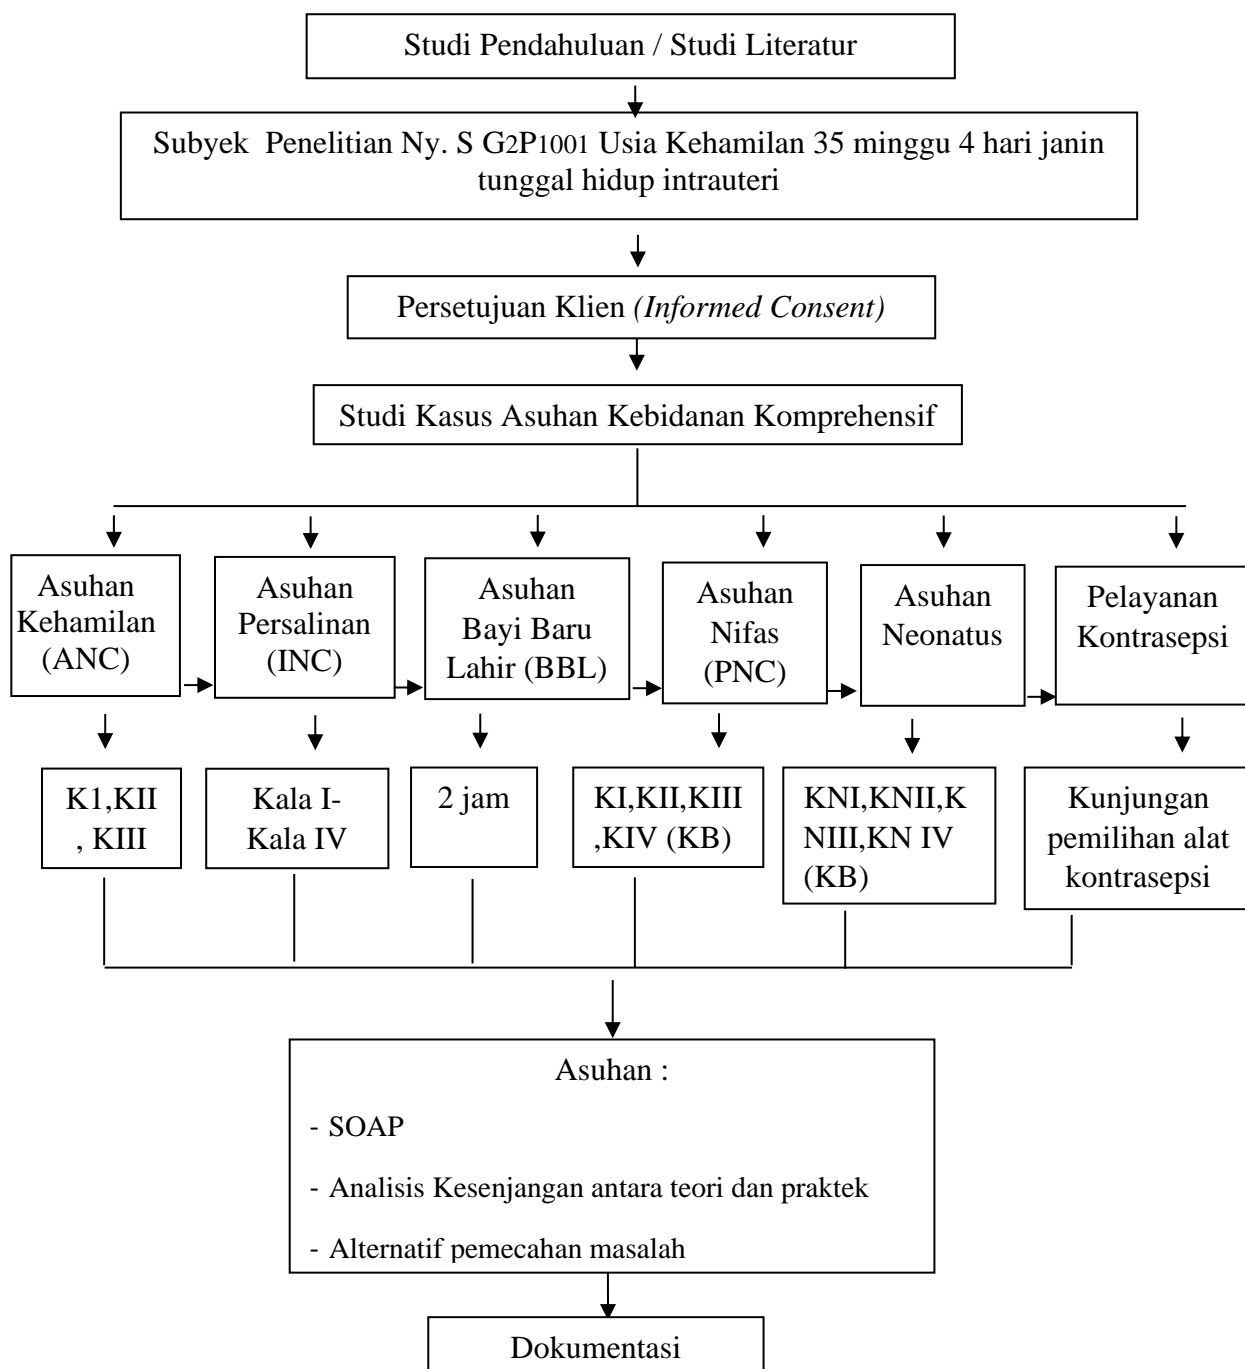 Studi Pendahuluan / Studi Literatur
Subyek Penelitian Ny. S G2P1001 Usia Kehamilan 35 minggu 4 hari janin
tunggal hidup intrauteri
Persetujuan Klien (Informed Consent)
Studi Kasus Asuhan Kebidanan Komprehensif
Asuhan
Kehamilan
(ANC)
Asuhan
Persalinan
(INC)
Asuhan
Bayi Baru
Lahir (BBL)
Asuhan
Nifas
(PNC)
Asuhan
Neonatus
Pelayanan
Kontrasepsi
K1,KII
, KIII
Kala I-
Kala IV
2 jam
KI,KII,KIII
,KIV (KB)
KNI,KNII,K
NIII,KN IV
(KB)
Kunjungan
pemilihan alat
kontrasepsi
Asuhan :
- SOAP
- Analisis Kesenjangan antara teori dan praktek
- Alternatif pemecahan masalah
Dokumentasi